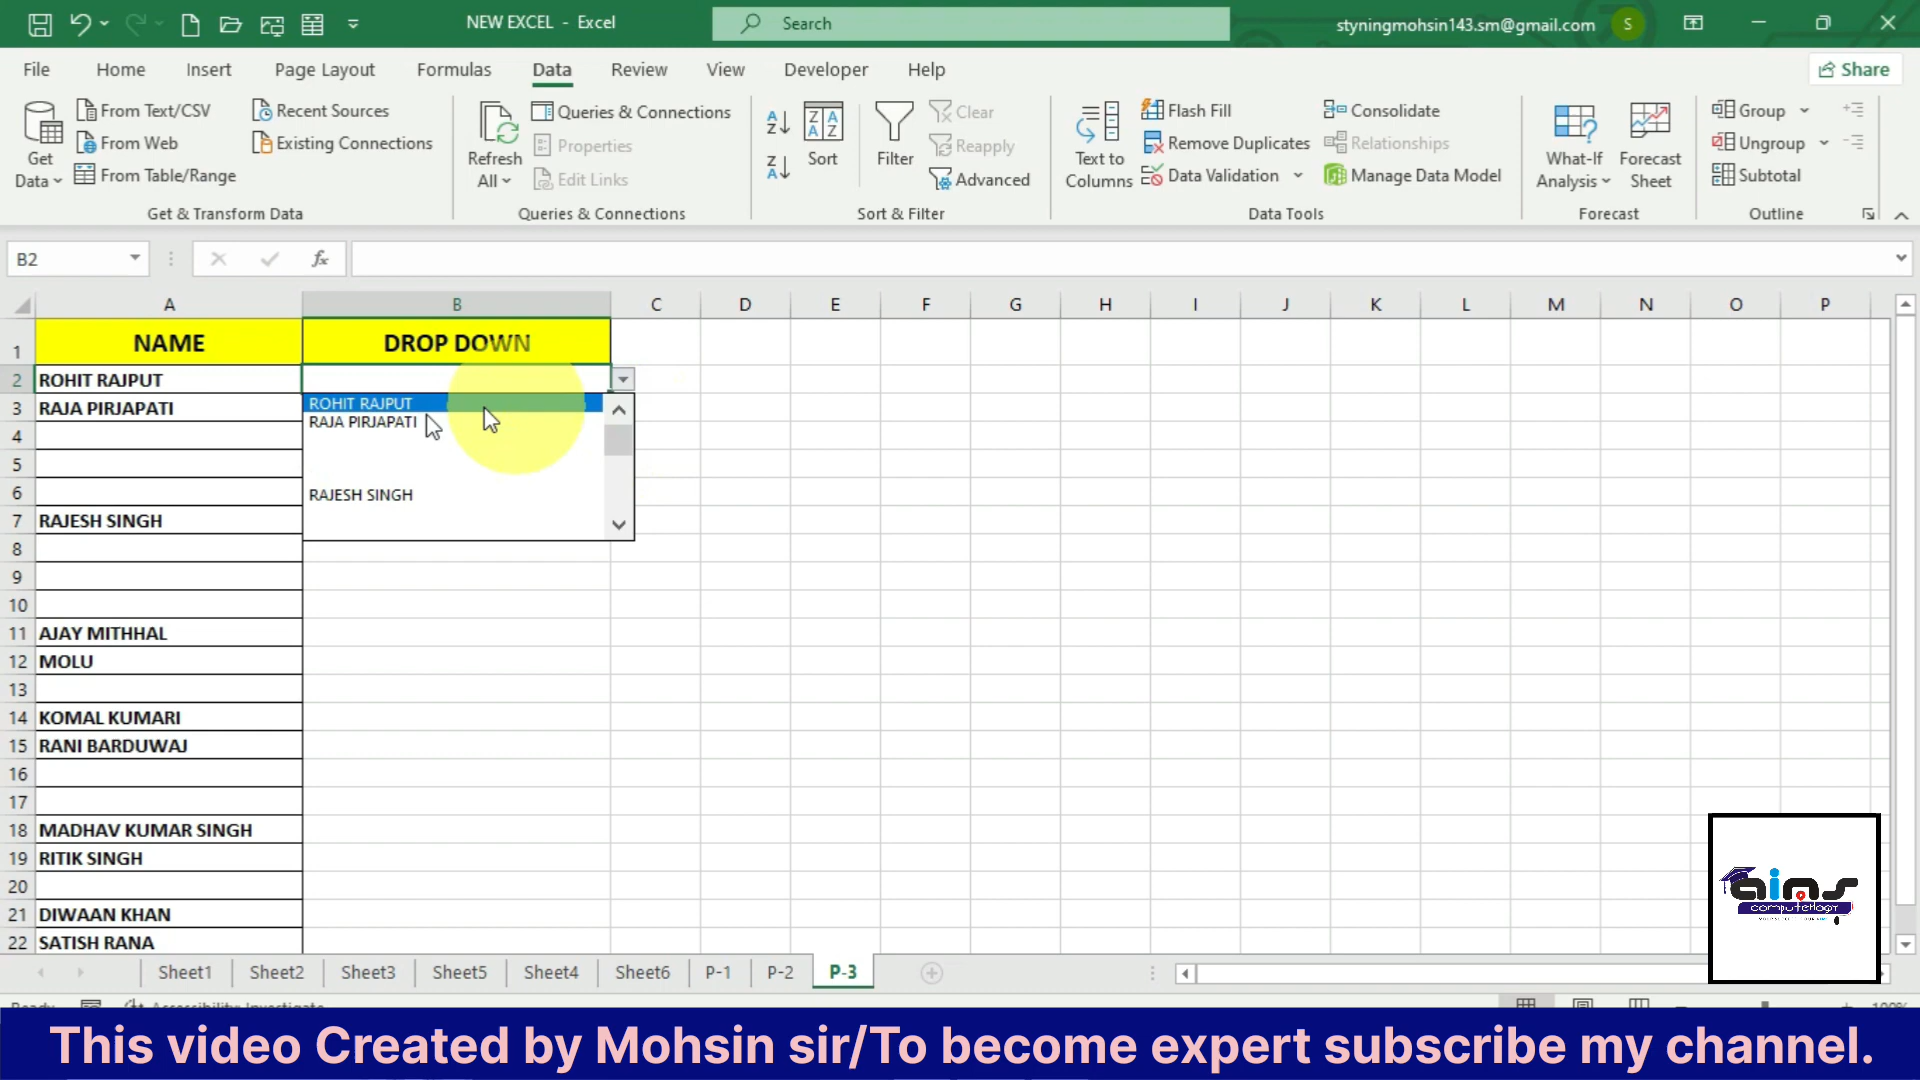 NEW EXCEL - Excel
Search
styningmohsin143.sm@gmail.com
S
File Home Insert Page Layout Formulas Data Review View Developer Help
Share
Get Data
From Text/CSV
From Web
From Table/Range
Recent Sources
Existing Connections
Get & Transform Data
Refresh All
Queries & Connections
Properties
Edit Links
Queries & Connections
Sort
Filter
Clear
Reapply
Advanced
Sort & Filter
Text to Columns
Flash Fill
Remove Duplicates
Data Validation
Consolidate
Relationships
Manage Data Model
Data Tools
What-If Analysis
Forecast Sheet
Forecast
Group
Ungroup
Subtotal
Outline
B2
fx
A B C D E F G H I J K L M N O P
1 NAME DROP DOWN
2 ROHIT RAJPUT
3 RAJA PIRJAPATI
4
5
6
7 RAJESH SINGH
8
9
10
11 AJAY MITHHAL
12 MOLU
13
14 KOMAL KUMARI
15 RANI BARDUWAJ
16
17
18 MADHAV KUMAR SINGH
19 RITIK SINGH
20
21 DIWAAN KHAN
22 SATISH RANA
ROHIT RAJPUT
RAJA PIRJAPATI
RAJESH SINGH
aims
computerlogy
Sheet1 Sheet2 Sheet3 Sheet5 Sheet4 Sheet6 P-1 P-2 P-3
This video Created by Mohsin sir/To become expert subscribe my channel.